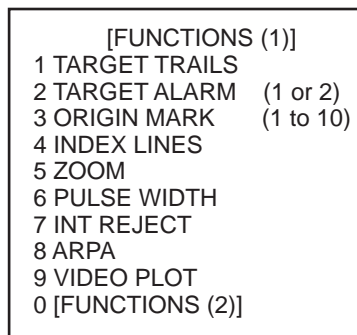 [FUNCTIONS (1)]
1 TARGET TRAILS
2 TARGET ALARM (1 or 2)
3 ORIGIN MARK (1 to 10)
4 INDEX LINES
5 ZOOM
6 PULSE WIDTH
7 INT REJECT
8 ARPA
9 VIDEO PLOT
0 [FUNCTIONS (2)]